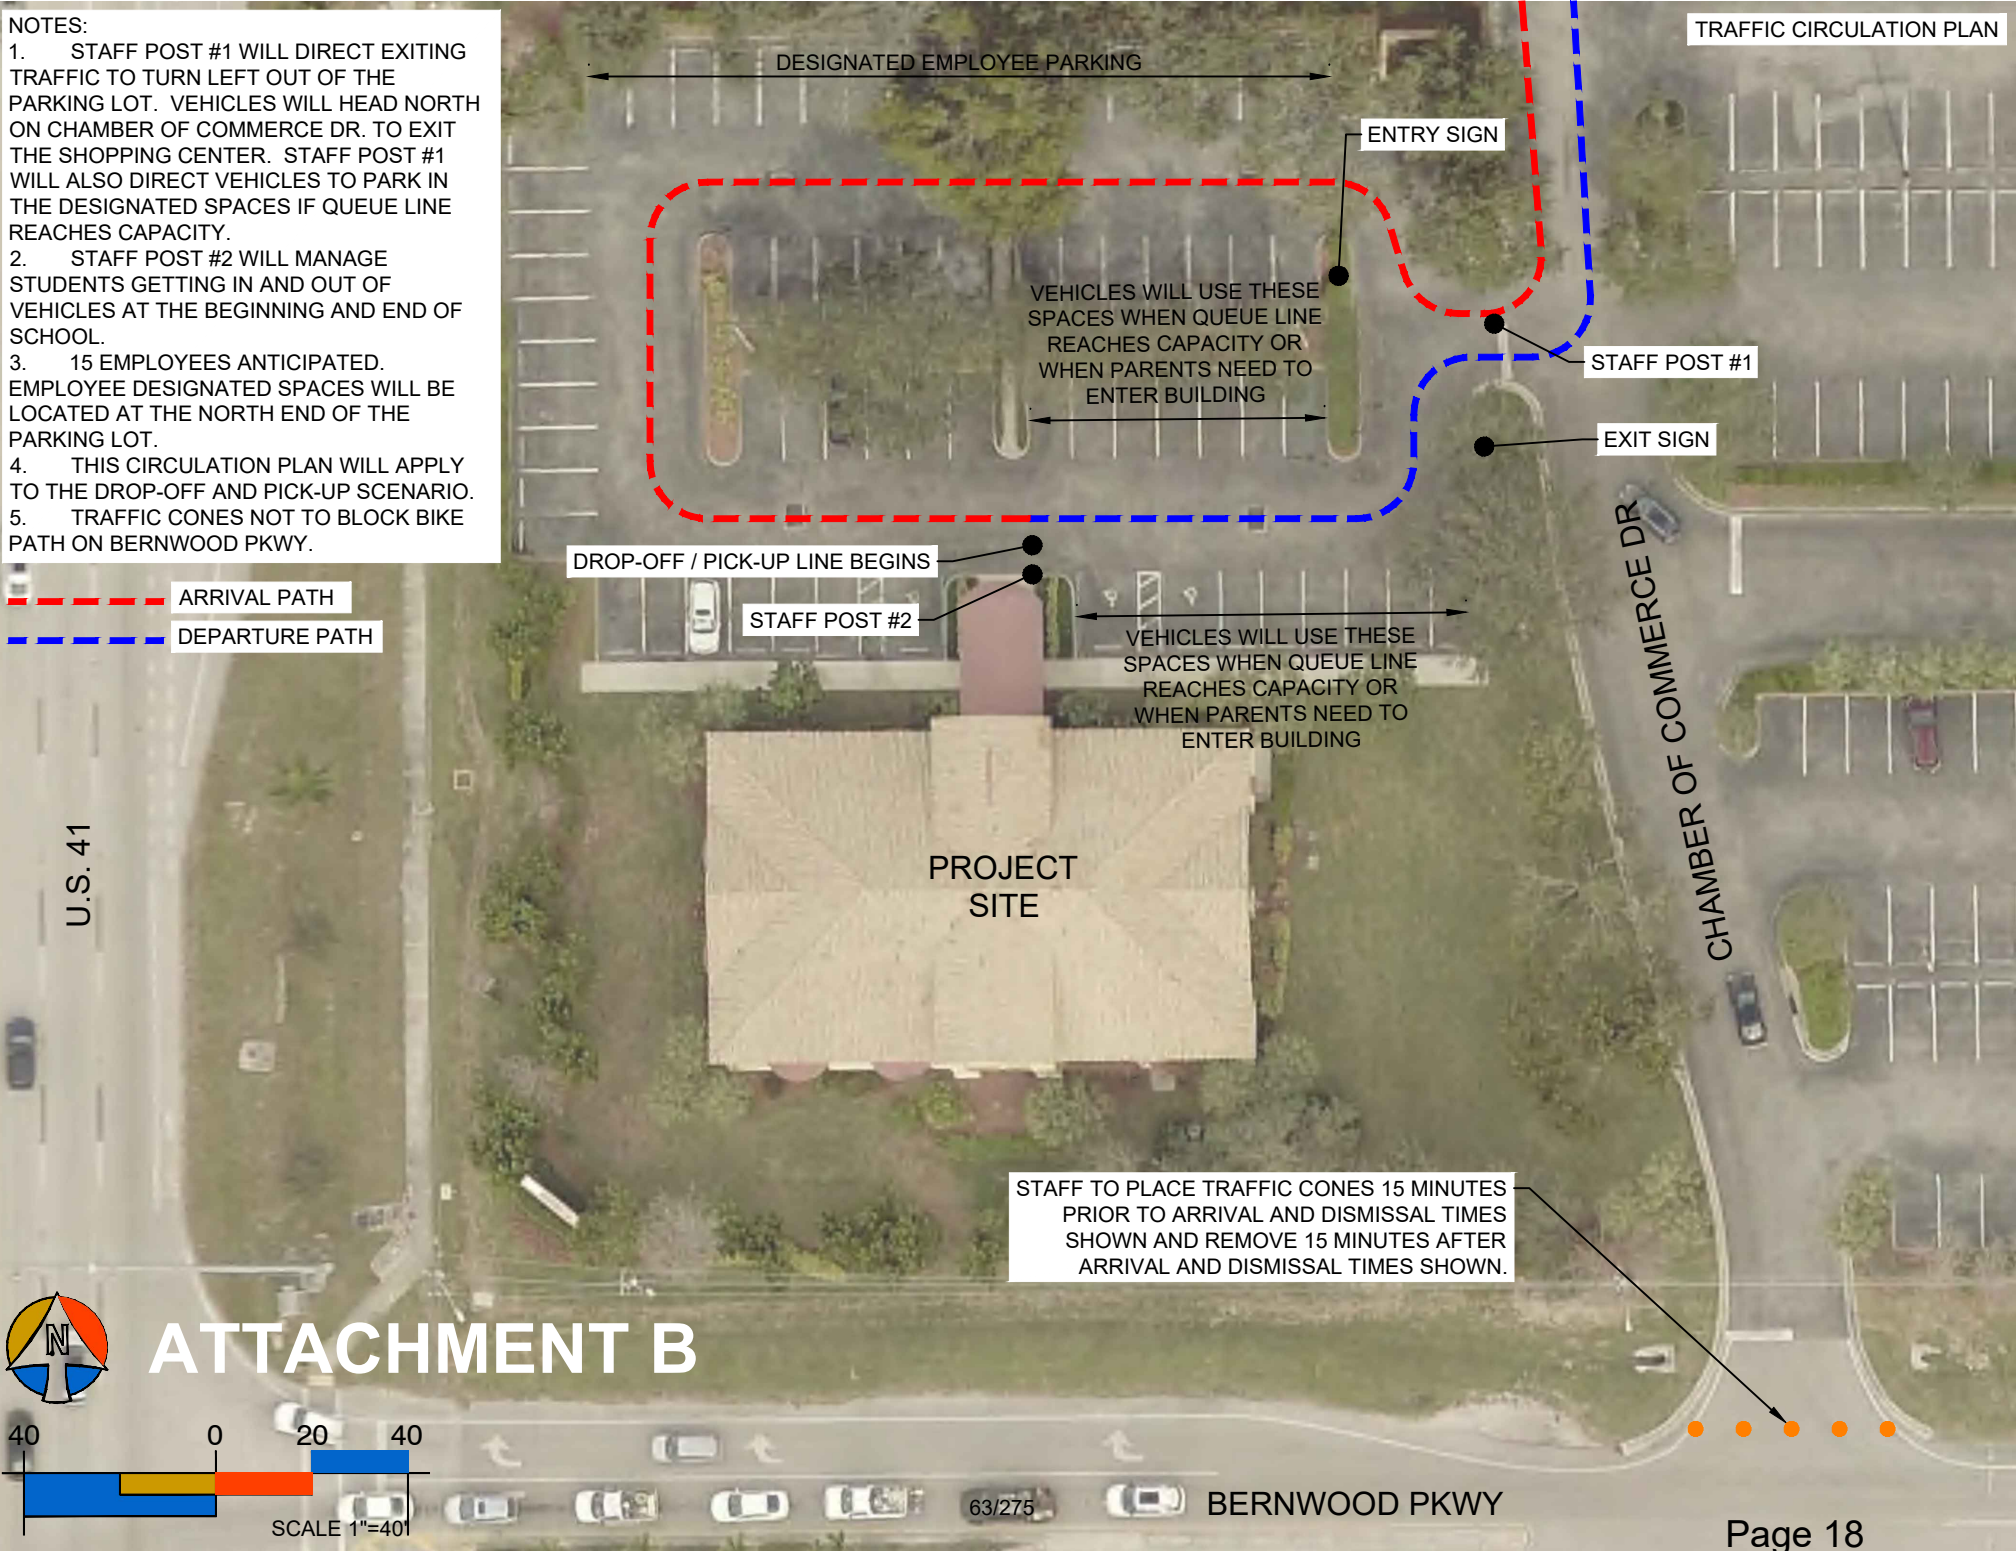 NOTES:
1. STAFF POST #1 WILL DIRECT EXITING
TRAFFIC TO TURN LEFT OUT OF THE
PARKING LOT. VEHICLES WILL HEAD NORTH
ON CHAMBER OF COMMERCE DR. TO EXIT
THE SHOPPING CENTER. STAFF POST #1
WILL ALSO DIRECT VEHICLES TO PARK IN
THE DESIGNATED SPACES IF QUEUE LINE
REACHES CAPACITY.
2. STAFF POST #2 WILL MANAGE
STUDENTS GETTING IN AND OUT OF
VEHICLES AT THE BEGINNING AND END OF
SCHOOL.
3. 15 EMPLOYEES ANTICIPATED.
EMPLOYEE DESIGNATED SPACES WILL BE
LOCATED AT THE NORTH END OF THE
PARKING LOT.
4. THIS CIRCULATION PLAN WILL APPLY
TO THE DROP-OFF AND PICK-UP SCENARIO.
5. TRAFFIC CONES NOT TO BLOCK BIKE
PATH ON BERNWOOD PKWY.
ARRIVAL PATH
DEPARTURE PATH
TRAFFIC CIRCULATION PLAN
DESIGNATED EMPLOYEE PARKING
ENTRY SIGN
VEHICLES WILL USE THESE
SPACES WHEN QUEUE LINE
REACHES CAPACITY OR
WHEN PARENTS NEED TO
ENTER BUILDING
STAFF POST #1
EXIT SIGN
DROP-OFF / PICK-UP LINE BEGINS
STAFF POST #2
VEHICLES WILL USE THESE
SPACES WHEN QUEUE LINE
REACHES CAPACITY OR
WHEN PARENTS NEED TO
ENTER BUILDING
CHAMBER OF COMMERCE DR
U.S. 41
PROJECT
SITE
STAFF TO PLACE TRAFFIC CONES 15 MINUTES
PRIOR TO ARRIVAL AND DISMISSAL TIMES
SHOWN AND REMOVE 15 MINUTES AFTER
ARRIVAL AND DISMISSAL TIMES SHOWN.
N
ATTACHMENT B
40 0 20 40
SCALE 1"=40'
63/275
BERNWOOD PKWY
Page 18